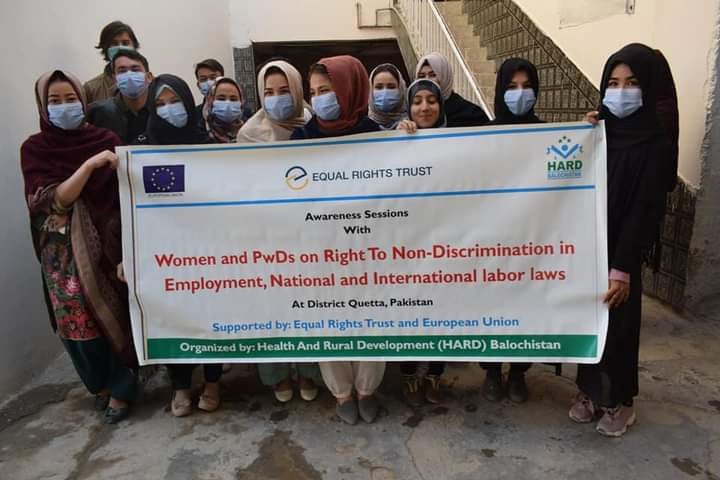 EUROPEAN UNION
EQUAL RIGHTS TRUST
HARD
BALOCHISTAN
Awareness Sessions
With
Women and PwDs on Right To Non-Discrimination in
Employment, National and International labor laws
At District Quetta, Pakistan
Supported by: Equal Rights Trust and European Union
Organized by: Health And Rural Development (HARD) Balochistan